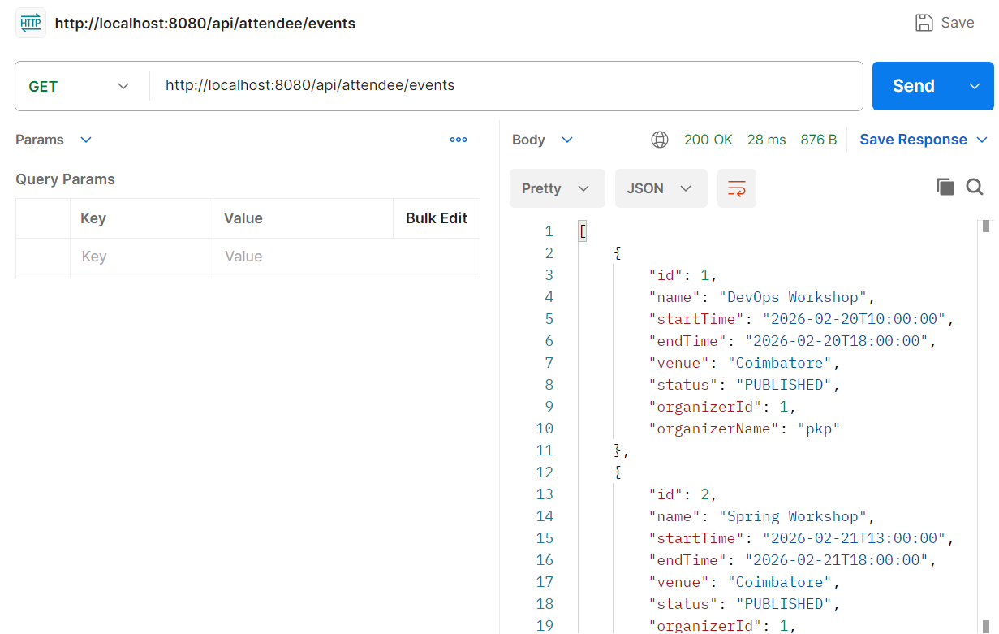 HTTP http://localhost:8080/api/attendee/events Save
GET http://localhost:8080/api/attendee/events Send
Params Body 200 OK 28 ms 876 B Save Response
Query Params Pretty JSON
Key Value Bulk Edit
Key Value
1 [
2 {
3 "id": 1,
4 "name": "DevOps Workshop",
5 "startTime": "2026-02-20T10:00:00",
6 "endTime": "2026-02-20T18:00:00",
7 "venue": "Coimbatore",
8 "status": "PUBLISHED",
9 "organizerId": 1,
10 "organizerName": "pkp"
11 },
12 {
13 "id": 2,
14 "name": "Spring Workshop",
15 "startTime": "2026-02-21T13:00:00",
16 "endTime": "2026-02-21T18:00:00",
17 "venue": "Coimbatore",
18 "status": "PUBLISHED",
19 "organizerId": 1,